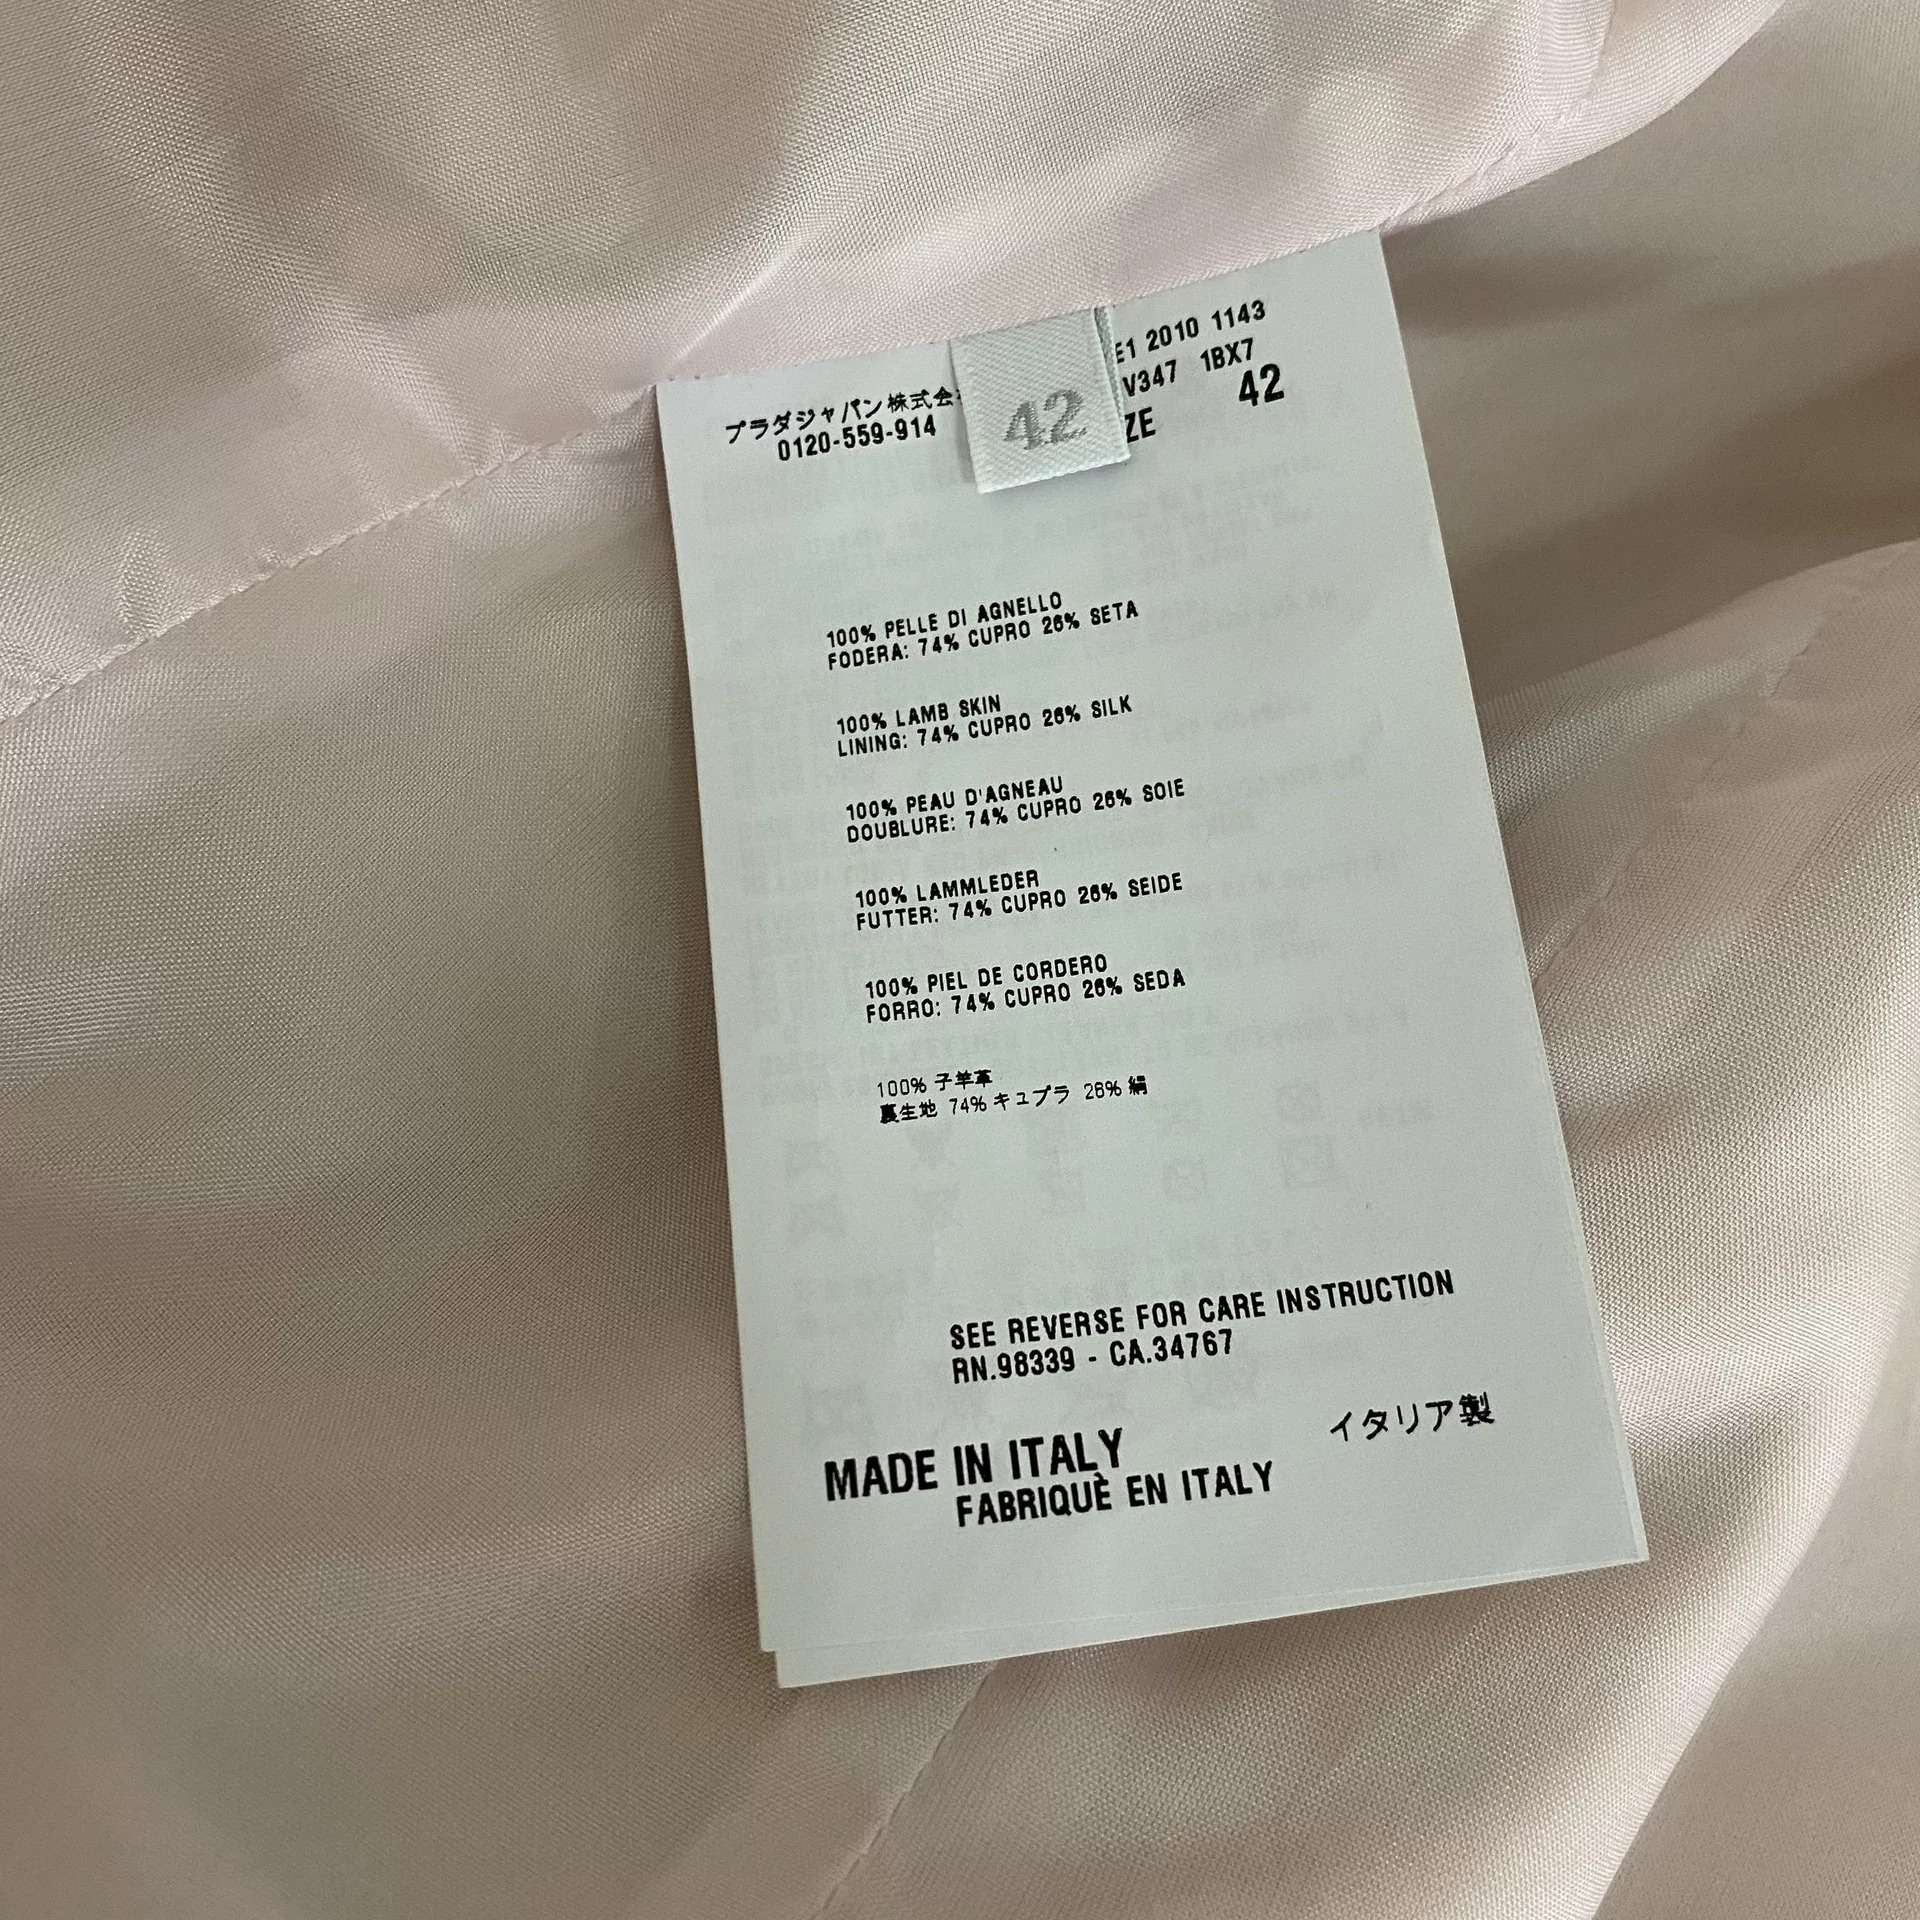 プラダジャパン株式会
0120-559-914
42
E1 2010 1143
V347 1BX7
ZE 42
100% PELLE DI AGNELLO
FODERA: 74% CUPRO 26% SETA
100% LAMB SKIN
LINING: 74% CUPRO 26% SILK
100% PEAU D'AGNEAU
DOUBLURE: 74% CUPRO 26% SOIE
100% LAMMLEDER
FUTTER: 74% CUPRO 26% SEIDE
100% PIEL DE CORDERO
FORRO: 74% CUPRO 26% SEDA
100% 子羊革
裏生地 74% キュプラ 26% 絹
SEE REVERSE FOR CARE INSTRUCTION
RN.98339 - CA.34767
イタリア製
MADE IN ITALY
FABRIQUÈ EN ITALY